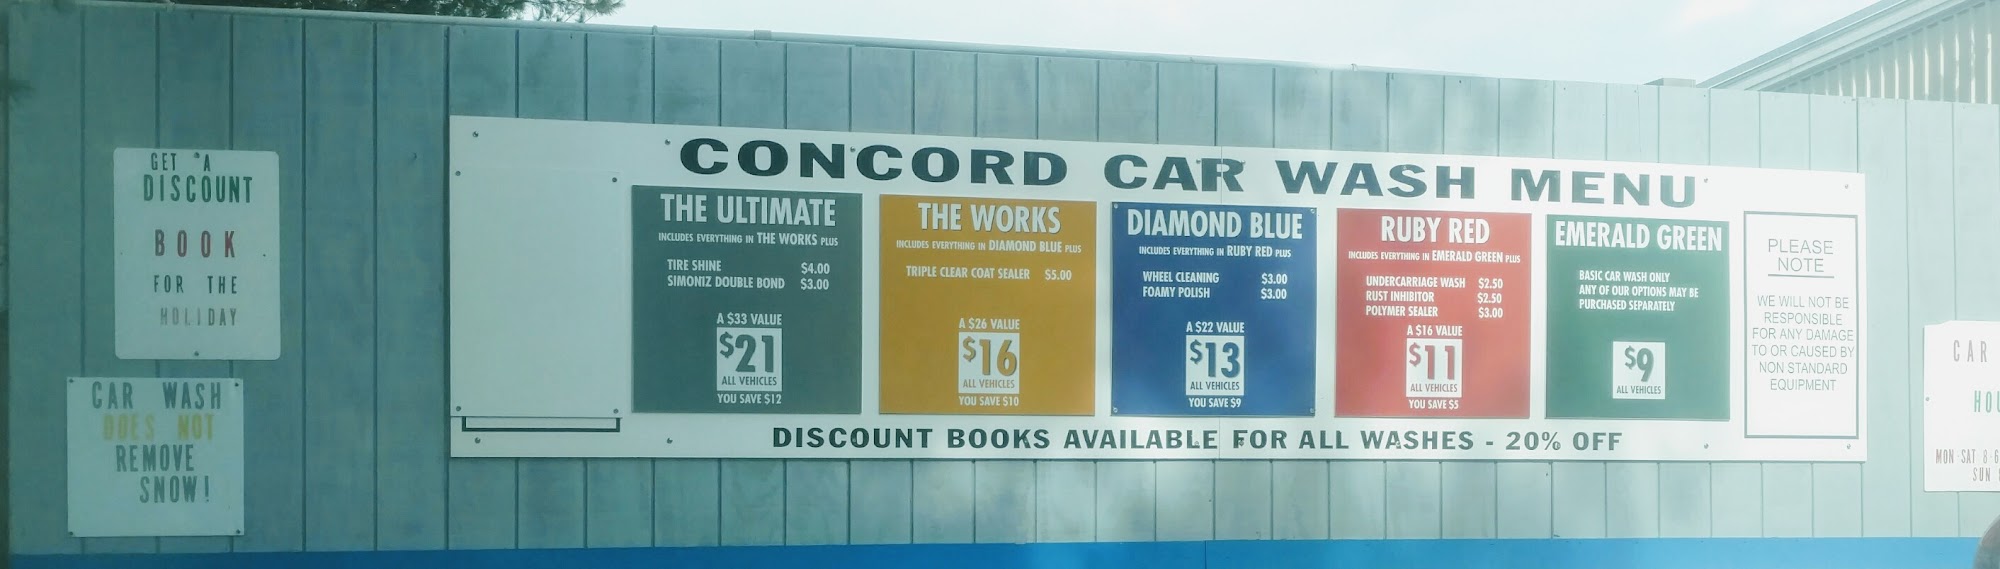 GET A
DISCOUNT
BOOK
FOR THE
HOLIDAY
CAR WASH
DOES NOT
REMOVE
SNOW!
CONCORD CAR WASH MENU
THE ULTIMATE
INCLUDES EVERYTHING IN THE WORKS PLUS
TIRE SHINE $4.00
SIMONIZ DOUBLE BOND $3.00
A $33 VALUE
$21
ALL VEHICLES
YOU SAVE $12
THE WORKS
INCLUDES EVERYTHING IN DIAMOND BLUE PLUS
TRIPLE CLEAR COAT SEALER $5.00
A $26 VALUE
$16
ALL VEHICLES
YOU SAVE $10
DIAMOND BLUE
INCLUDES EVERYTHING IN RUBY RED PLUS
WHEEL CLEANING $3.00
FOAMY POLISH $3.00
A $22 VALUE
$13
ALL VEHICLES
YOU SAVE $9
RUBY RED
INCLUDES EVERYTHING IN EMERALD GREEN PLUS
UNDERCARRIAGE WASH $2.50
RUST INHIBITOR $2.50
POLYMER SEALER $3.00
A $16 VALUE
$11
ALL VEHICLES
YOU SAVE $5
EMERALD GREEN
BASIC CAR WASH ONLY
ANY OF OUR OPTIONS MAY BE
PURCHASED SEPARATELY
$9
ALL VEHICLES
PLEASE
NOTE
WE WILL NOT BE
RESPONSIBLE
FOR ANY DAMAGE
TO OR CAUSED BY
NON STANDARD
EQUIPMENT
DISCOUNT BOOKS AVAILABLE FOR ALL WASHES - 20% OFF
CAR
HOU
MON-SAT 8-6
SUN